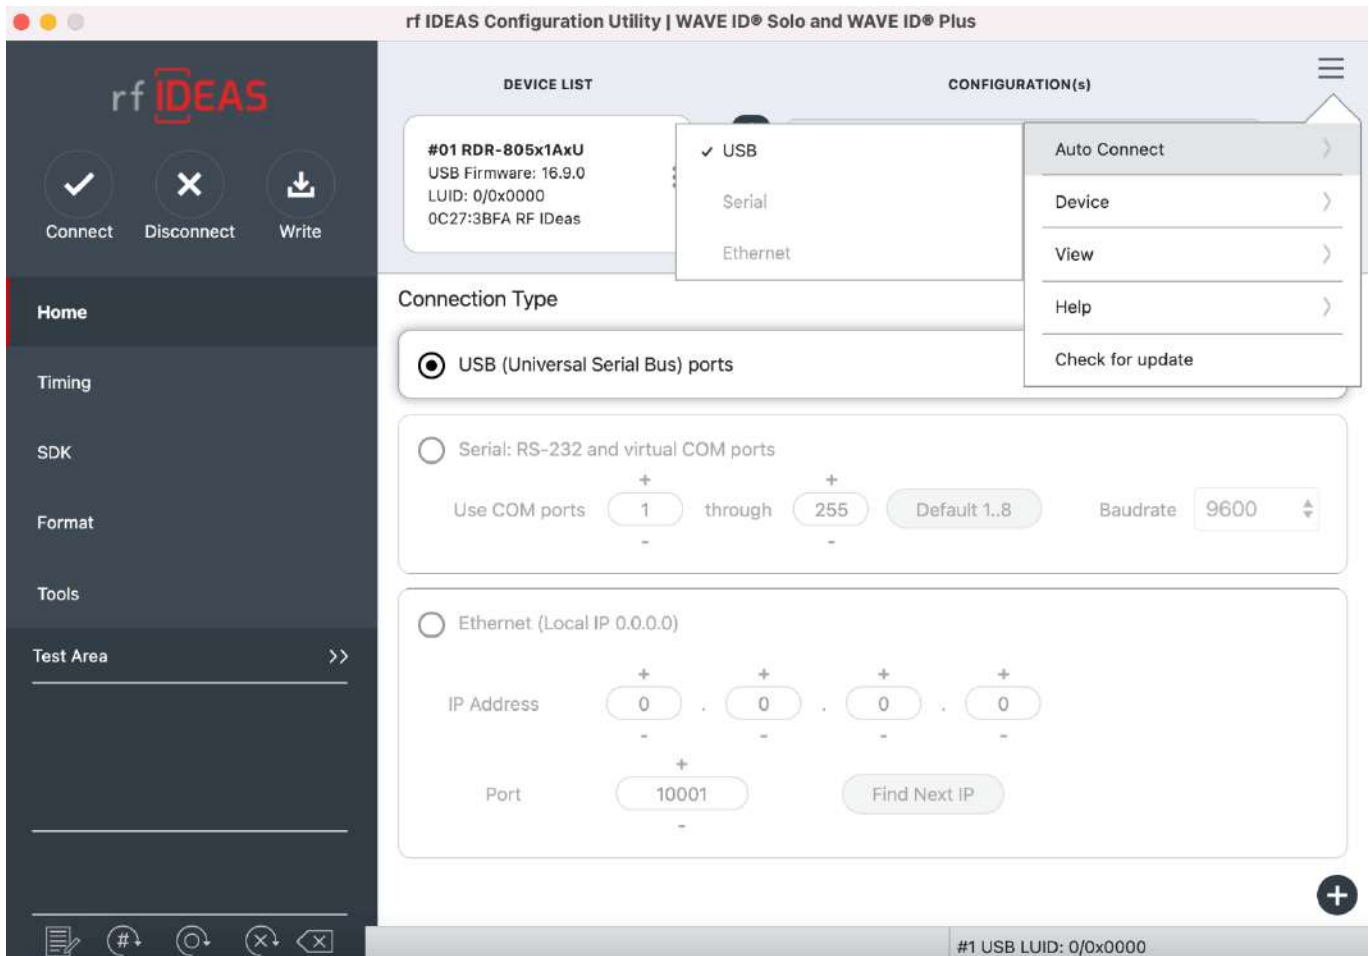 rf IDEAS Configuration Utility | WAVE ID® Solo and WAVE ID® Plus
rf IDEAS
Connect Disconnect Write
Home
Timing
SDK
Format
Tools
Test Area >>
DEVICE LIST
CONFIGURATION(s)
#01 RDR-805x1AxU
USB Firmware: 16.9.0
LUID: 0/0x0000
0C27:3BFA RF IDeas
✓ USB
Serial
Ethernet
Auto Connect
Device
View
Help
Check for update
Connection Type
USB (Universal Serial Bus) ports
Serial: RS-232 and virtual COM ports
+ +
Use COM ports 1 through 255 Default 1..8 Baudrate 9600
- -
Ethernet (Local IP 0.0.0.0)
+ + + +
IP Address 0 . 0 . 0 . 0
- - - -
+
Port 10001 Find Next IP
-
#1 USB LUID: 0/0x0000